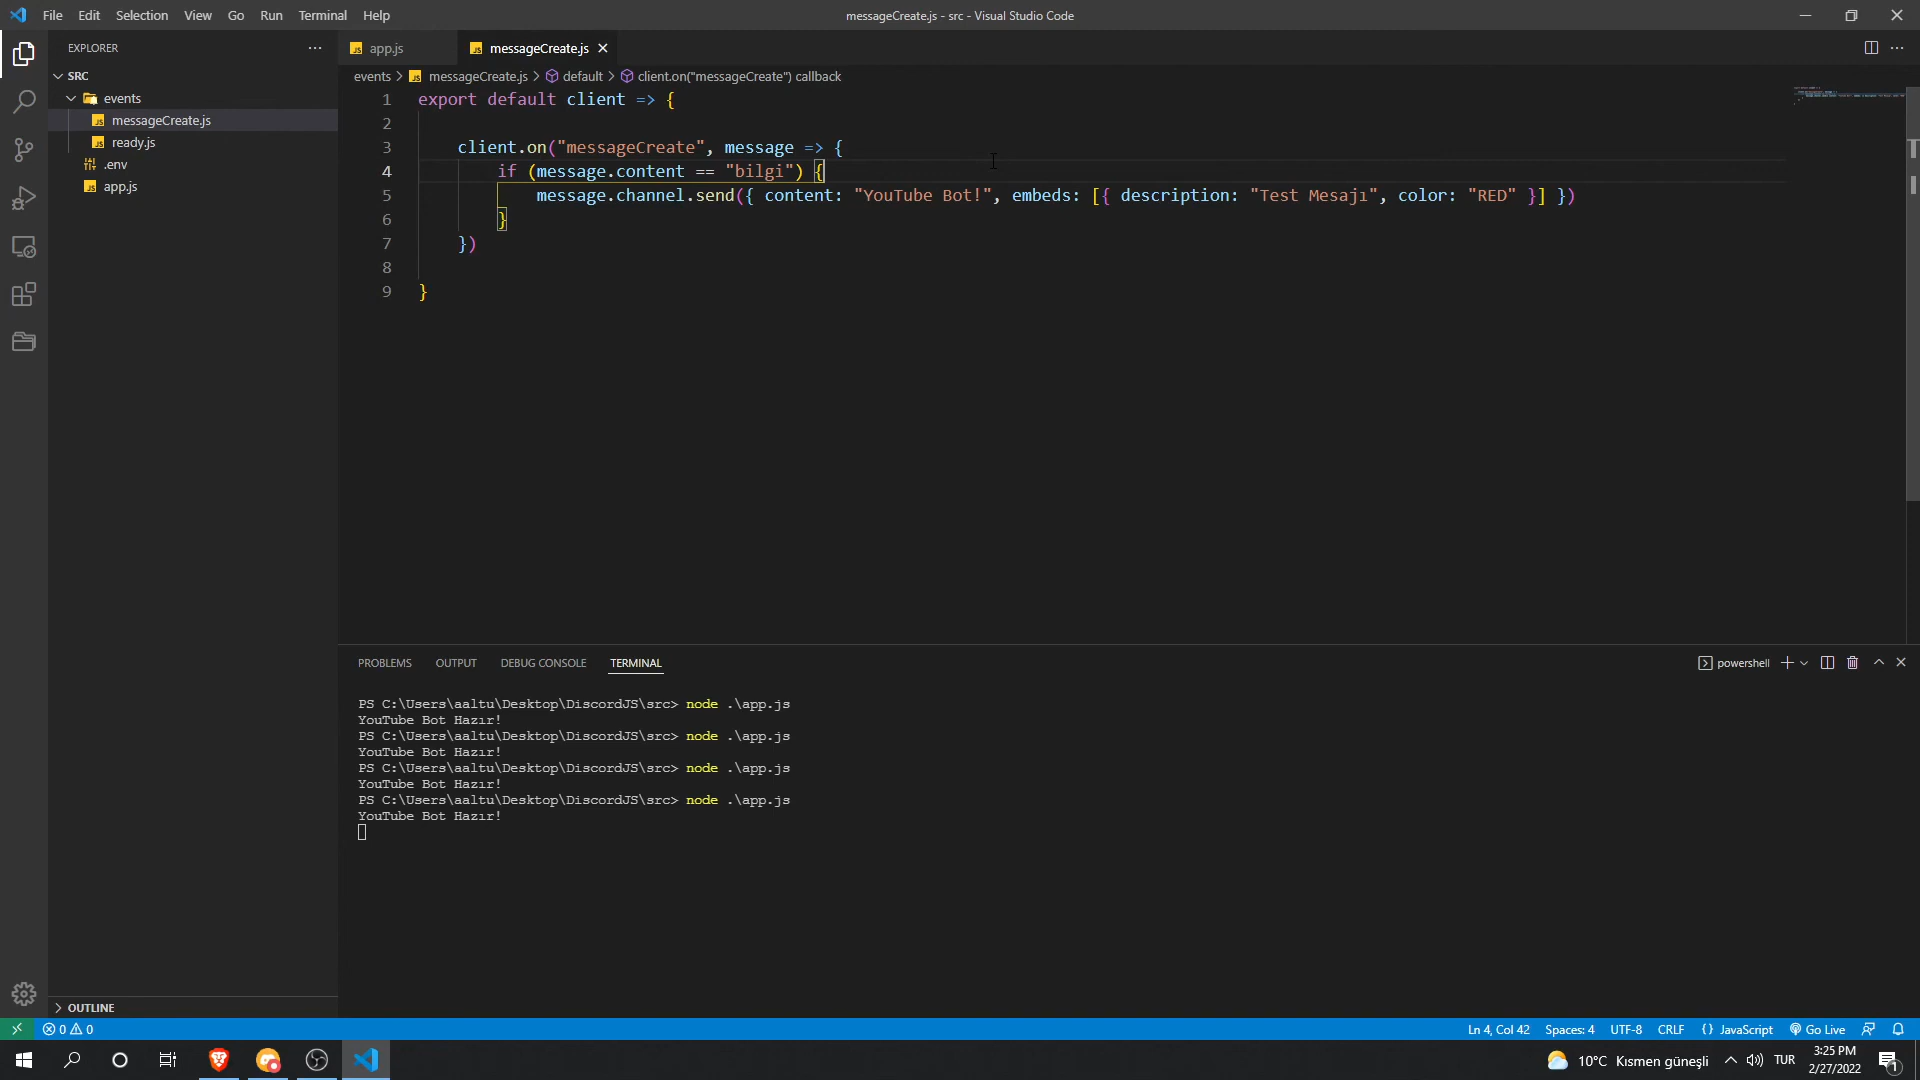 File Edit Selection View Go Run Terminal Help
messageCreate.js - src - Visual Studio Code
EXPLORER
SRC
events
messageCreate.js
ready.js
.env
app.js
OUTLINE
app.js
messageCreate.js
events > messageCreate.js > default > client.on("messageCreate") callback
1 export default client => {
2
3 client.on("messageCreate", message => {
4 if (message.content == "bilgi") {
5 message.channel.send({ content: "YouTube Bot!", embeds: [{ description: "Test Mesajı", color: "RED" }] })
6 }
7 })
8
9 }
PROBLEMS OUTPUT DEBUG CONSOLE TERMINAL
powershell
PS C:\Users\aaltu\Desktop\DiscordJS\src> node .\app.js
YouTube Bot Hazır!
PS C:\Users\aaltu\Desktop\DiscordJS\src> node .\app.js
YouTube Bot Hazır!
PS C:\Users\aaltu\Desktop\DiscordJS\src> node .\app.js
YouTube Bot Hazır!
PS C:\Users\aaltu\Desktop\DiscordJS\src> node .\app.js
YouTube Bot Hazır!
0 0
Ln 4, Col 42 Spaces: 4 UTF-8 CRLF { } JavaScript Go Live
10°C Kısmen güneşli
TUR
3:25 PM
2/27/2022
1